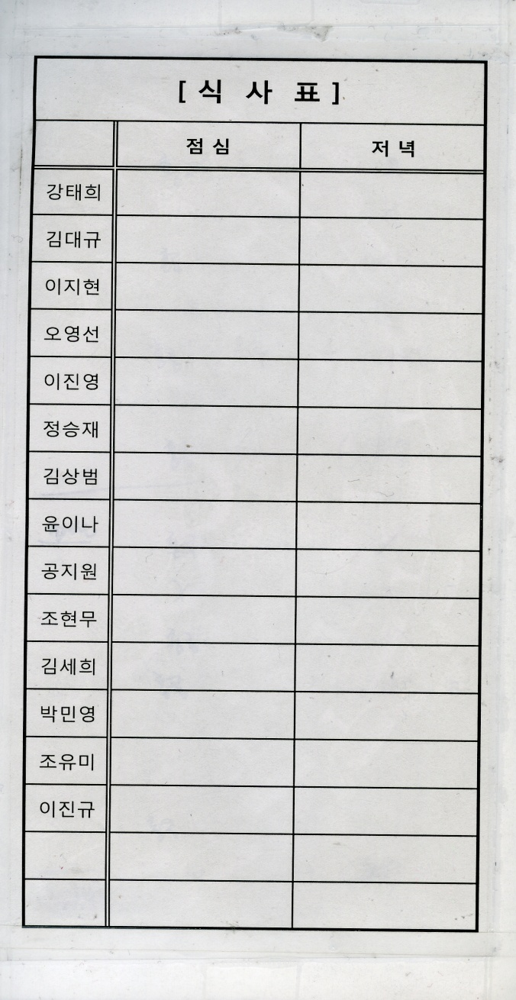 [ 식 사 표 ]
점 심 저 녁
강태희
김대규
이지현
오영선
이진영
정승재
김상범
윤이나
공지원
조현무
김세희
박민영
조유미
이진규